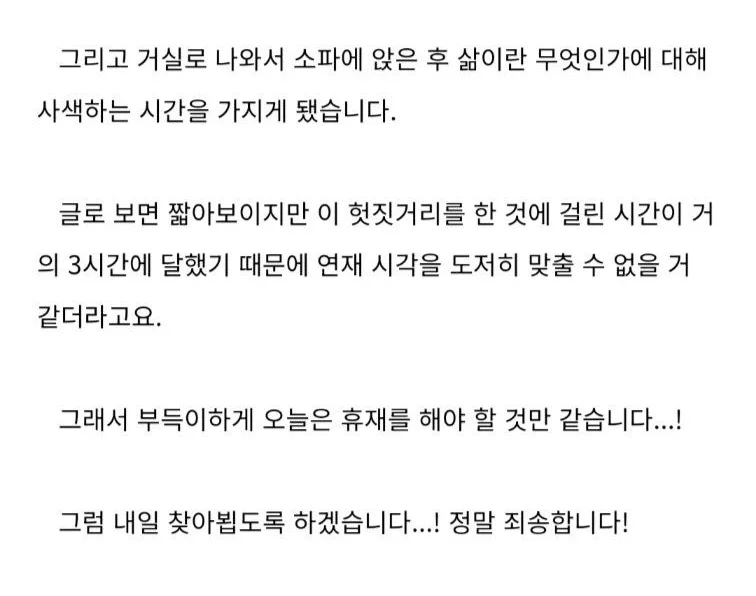 그리고 거실로 나와서 소파에 앉은 후 삶이란 무엇인가에 대해
사색하는 시간을 가지게 됐습니다.
글로 보면 짧아보이지만 이 헛짓거리를 한 것에 걸린 시간이 거
의 3시간에 달했기 때문에 연재 시각을 도저히 맞출 수 없을 거
같더라고요.
그래서 부득이하게 오늘은 휴재를 해야 할 것만 같습니다...!
그럼 내일 찾아뵙도록 하겠습니다...! 정말 죄송합니다!